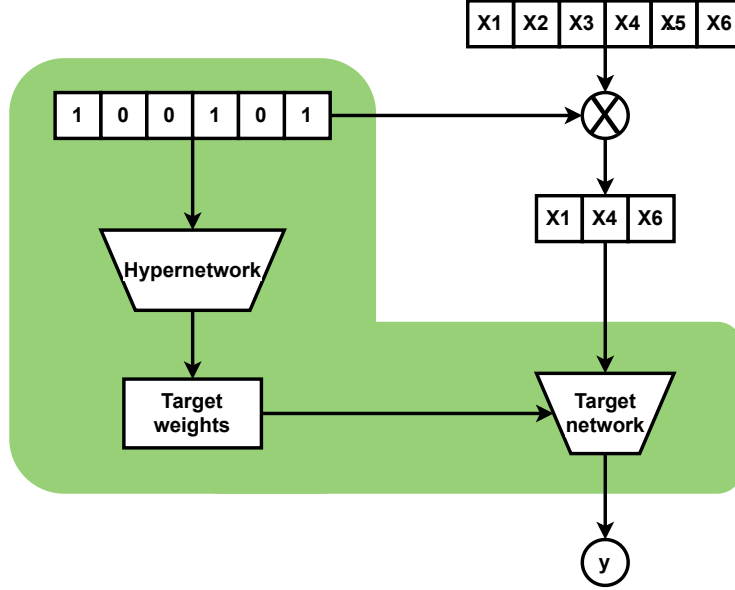 X1 X2 X3 X4 X.5 X6
1 0 0 1 0 1
X1 X4 X6
Hypernetwork
Target
weights
Target
network
y